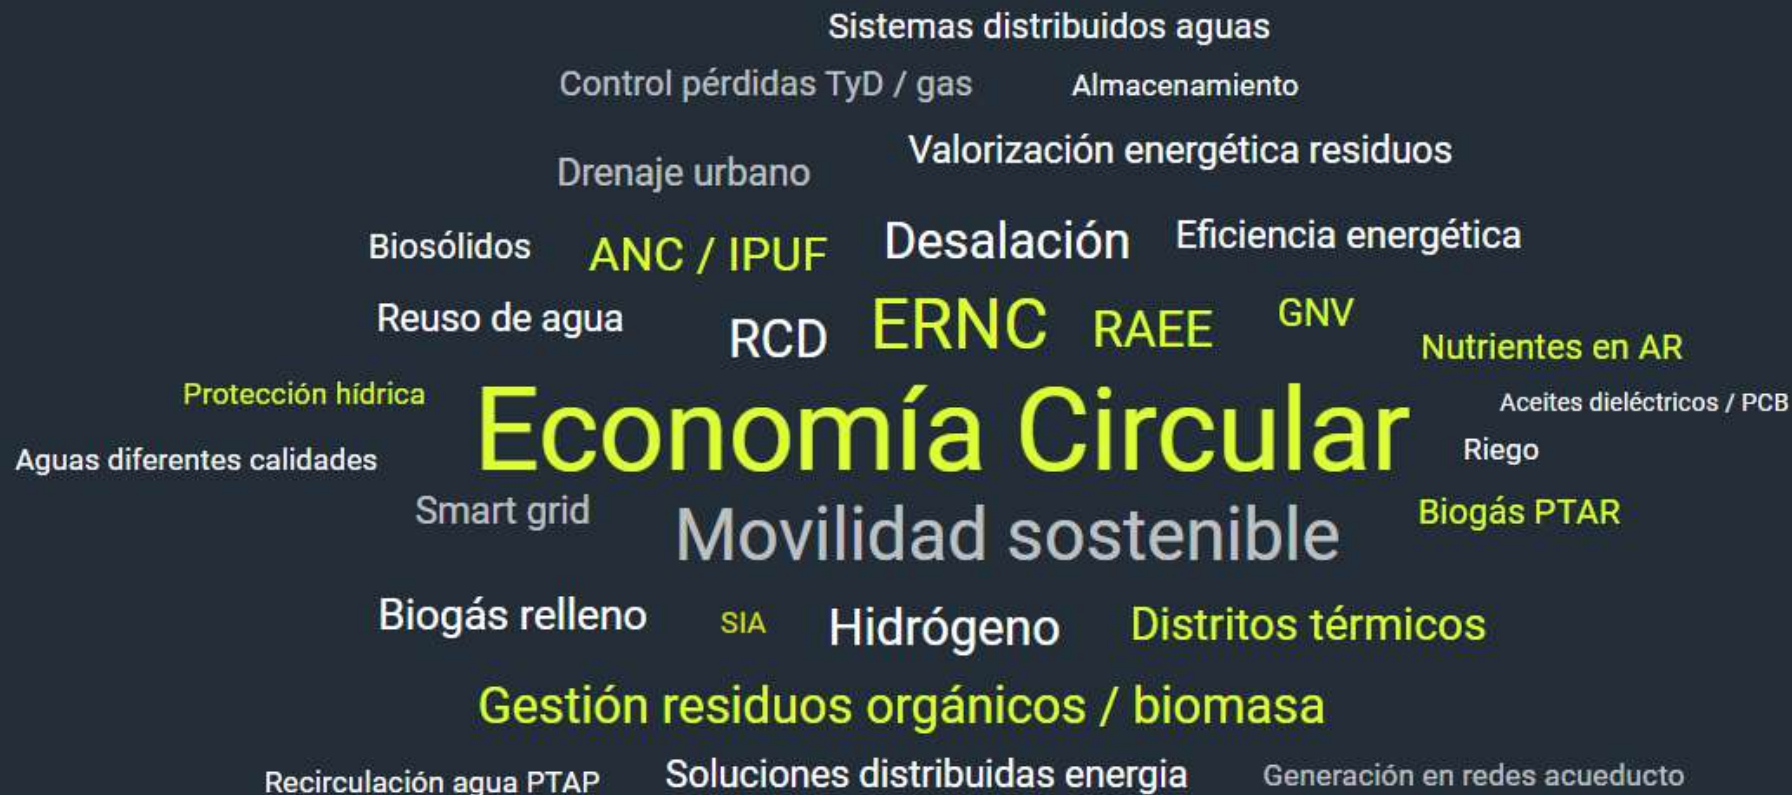 Sistemas distribuidos aguas
Control pérdidas TyD / gas
Almacenamiento
Valorización energética residuos
Drenaje urbano
Biosólidos
ANC / IPUF
Desalación
Eficiencia energética
Reuso de agua
RCD
ERNC
RAEE
GNV
Nutrientes en AR
Protección hídrica
Economía Circular
Aceites dieléctricos / PCB
Aguas diferentes calidades
Riego
Smart grid
Movilidad sostenible
Biogás PTAR
Biogás relleno
SIA
Hidrógeno
Distritos térmicos
Gestión residuos orgánicos / biomasa
Recirculación agua PTAP
Soluciones distribuidas energia
Generación en redes acueducto